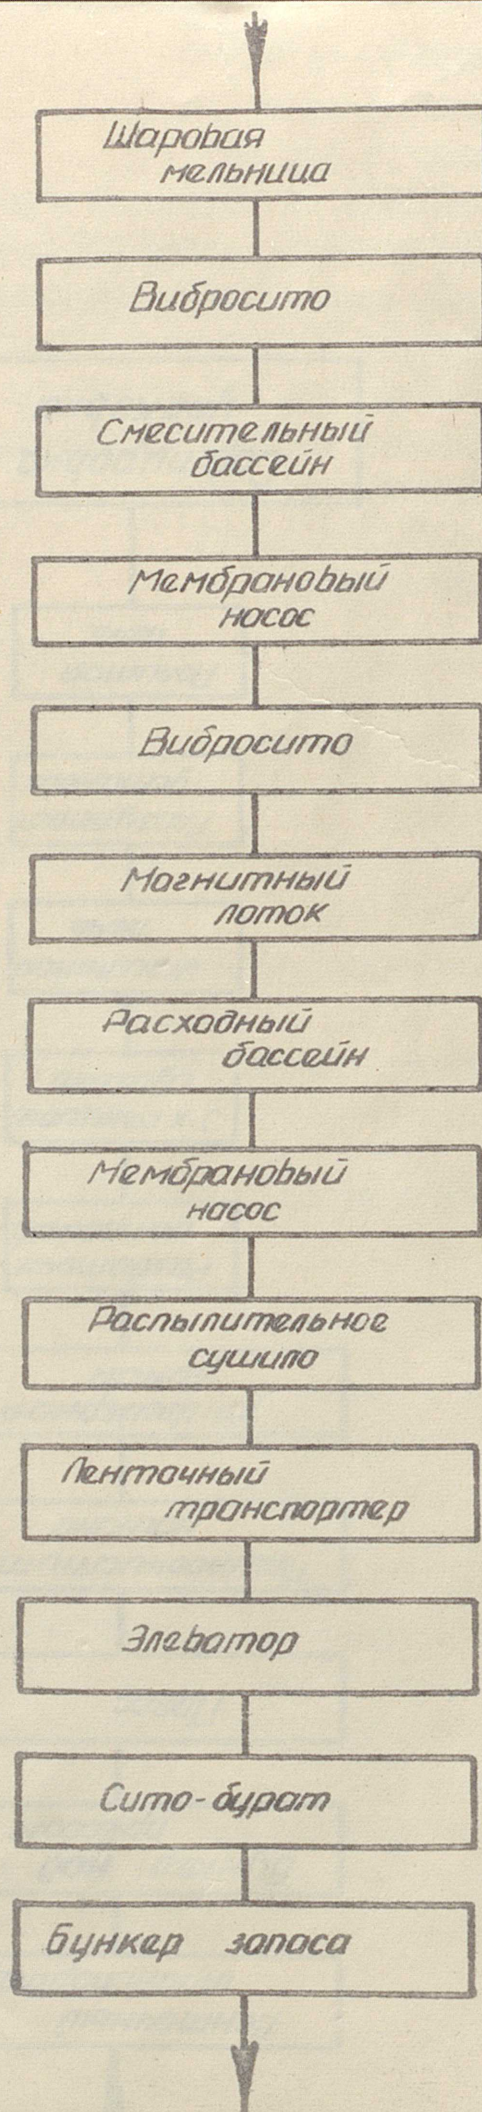 Шаровая
мельница
Вибросито
Смесительный
бассейн
Мембрановый
насос
Вибросито
Магнитный
лоток
Расходный
бассейн
Мембрановый
насос
Распылительное
сушило
Ленточный
транспортер
Элеватор
Сито-бурат
Бункер запаса